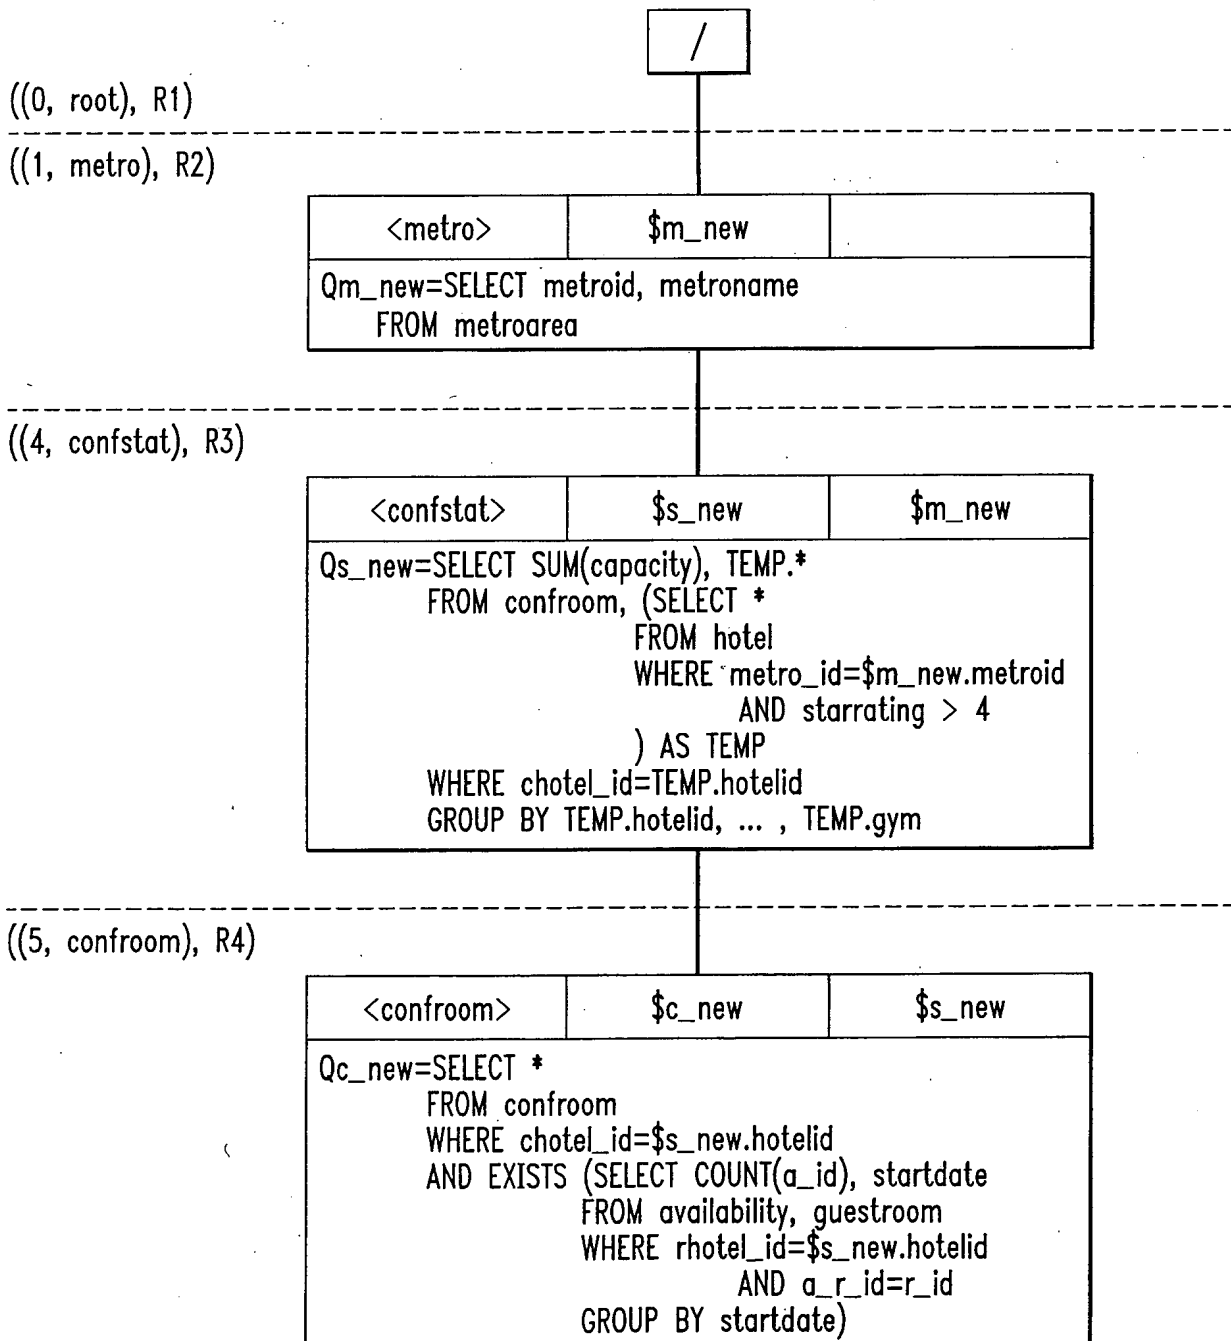 /
((0, root), R1)
((1, metro), R2)
<metro> $m_new
Qm_new=SELECT metroid, metroname
FROM metroarea
((4, confstat), R3)
<confstat> $s_new $m_new
Qs_new=SELECT SUM(capacity), TEMP.*
FROM confroom, (SELECT *
FROM hotel
WHERE metro_id=$m_new.metroid
AND starrating > 4
) AS TEMP
WHERE chotel_id=TEMP.hotelid
GROUP BY TEMP.hotelid, ... , TEMP.gym
((5, confroom), R4)
<confroom> $c_new $s_new
Qc_new=SELECT *
FROM confroom
WHERE chotel_id=$s_new.hotelid
AND EXISTS (SELECT COUNT(a_id), startdate
FROM availability, guestroom
WHERE rhotel_id=$s_new.hotelid
AND a_r_id=r_id
GROUP BY startdate)